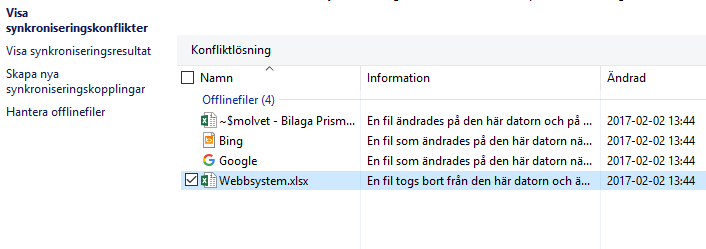 Visa
synkroniseringskonflikter
Visa synkroniseringsresultat
Skapa nya
synkroniseringskopplingar
Hantera offlinefiler
Konfliktlösning
Namn Information Ändrad
Offlinefiler (4)
~$molvet - Bilaga Prism... En fil ändrades på den här datorn och på ... 2017-02-02 13:44
Bing En fil som ändrades på den här datorn nä... 2017-02-02 13:44
Google En fil som ändrades på den här datorn nä... 2017-02-02 13:44
Webbsystem.xlsx En fil togs bort från den här datorn och ä... 2017-02-02 13:44